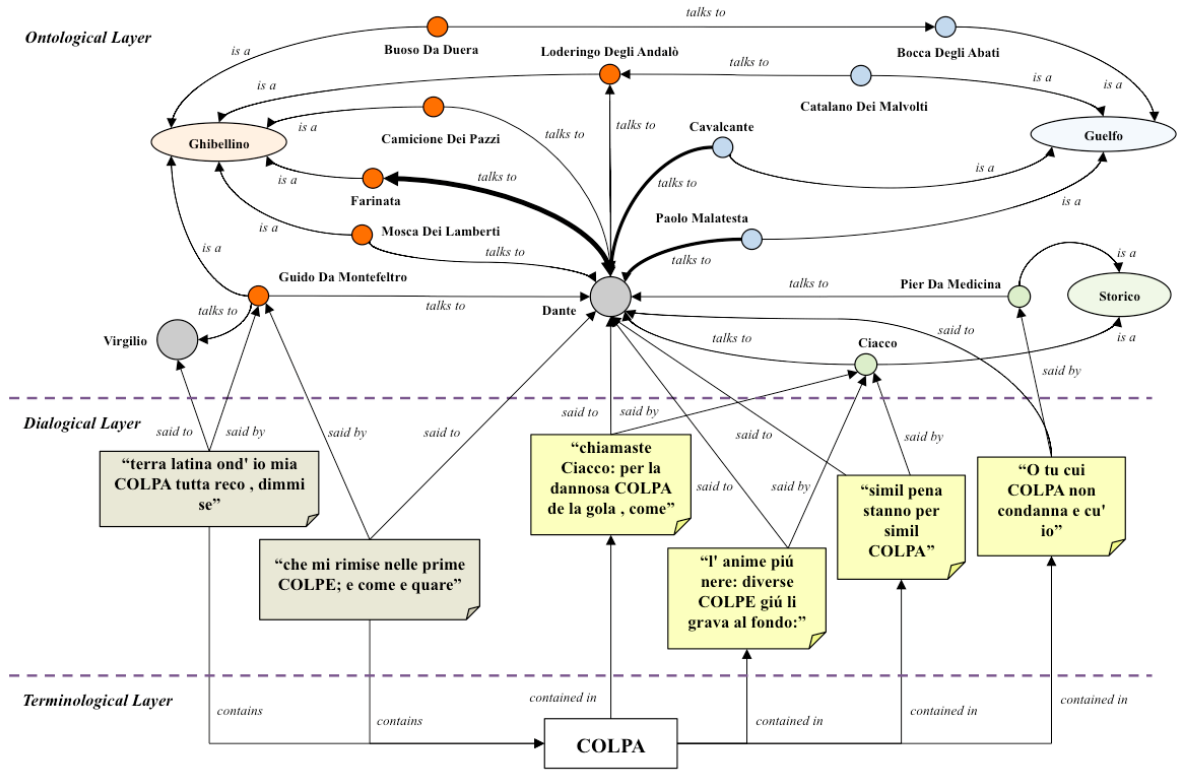 Ontological Layer
talks to
Buoso Da Duera
Bocca Degli Abati
is a
Loderingo Degli Andalò
talks to
is a
is a
is a
Catalano Dei Malvolti
Ghibellino
is a
Camicione Dei Pazzi
talks to
talks to
Cavalcante
Guelfo
talks to
is a
is a
Farinata
talks to
Paolo Malatesta
is a
is a
Mosca Dei Lamberti
talks to
talks to
is a
Guido Da Montefeltro
talks to
Dante
talks to
Pier Da Medicina
is a
Storico
talks to
Virgilio
said to
talks to
Ciacco
is a
said by
Dialogical Layer
said to
said by
said by
said to
said to
said by
said to
said by
“terra latina ond' io mia
COLPA tutta reco , dimmi
se”
“chiamaste
Ciacco: per la
dannosa COLPA
de la gola , come”
said to
said by
“simil pena
stanno per
simil
COLPA”
“O tu cui
COLPA non
condanna e cu'
io”
“che mi rimise nelle prime
COLPE; e come e quare”
“l' anime piú
nere: diverse
COLPE giú li
grava al fondo:”
Terminological Layer
contains
contains
contained in
contained in
contained in
contained in
COLPA